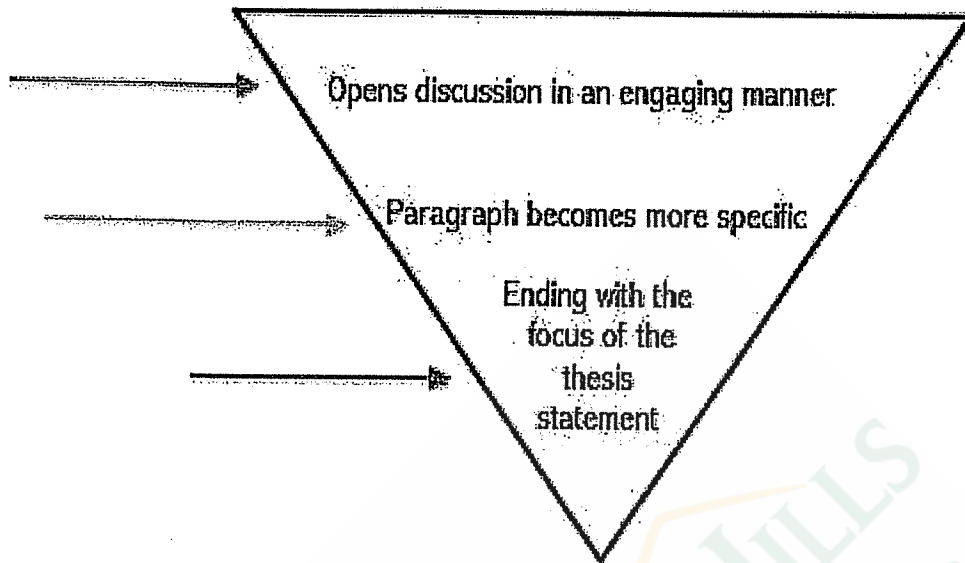 Opens discussion in an engaging manner.
Paragraph becomes more specific
Ending with the
focus of the
thesis
statement